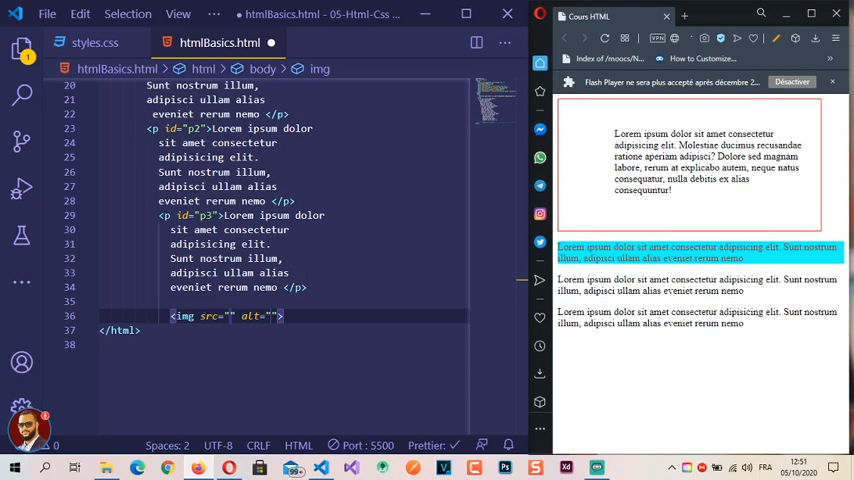 File Edit Selection View ··· ● htmlBasics.html - 05-Html-Css ...
styles.css htmlBasics.html ●
htmlBasics.html > html > body > img
20 Sunt nostrum illum,
21 adipisci ullam alias
22 eveniet rerum nemo </p>
23 <p id="p2">Lorem ipsum dolor
24 sit amet consectetur
25 adipisicing elit.
26 Sunt nostrum illum,
27 adipisci ullam alias
28 eveniet rerum nemo </p>
29 <p id="p3">Lorem ipsum dolor
30 sit amet consectetur
31 adipisicing elit.
32 Sunt nostrum illum,
33 adipisci ullam alias
34 eveniet rerum nemo </p>
35
36 <img src="" alt="">
37 </html>
38
1
0 Spaces: 2 UTF-8 CRLF HTML Port : 5500 Prettier: ✓
Cours HTML
VPN
Index of /moocs/N... How to Customize... »
Flash Player ne sera plus accepté après décembre 2... Désactiver
Lorem ipsum dolor sit amet consectetur
adipisicing elit. Molestiae ducimus recusandae
ratione aperiam adipisci? Dolore sed magnam
labore, rerum at explicabo autem, neque natus
consequatur, nulla debitis ex alias
consequuntur!
Lorem ipsum dolor sit amet consectetur adipisicing elit. Sunt nostrum
illum, adipisci ullam alias eveniet rerum nemo
Lorem ipsum dolor sit amet consectetur adipisicing elit. Sunt nostrum
illum, adipisci ullam alias eveniet rerum nemo
Lorem ipsum dolor sit amet consectetur adipisicing elit. Sunt nostrum
illum, adipisci ullam alias eveniet rerum nemo
99+ V Ps S Xd FRA
12:51
05/10/2020